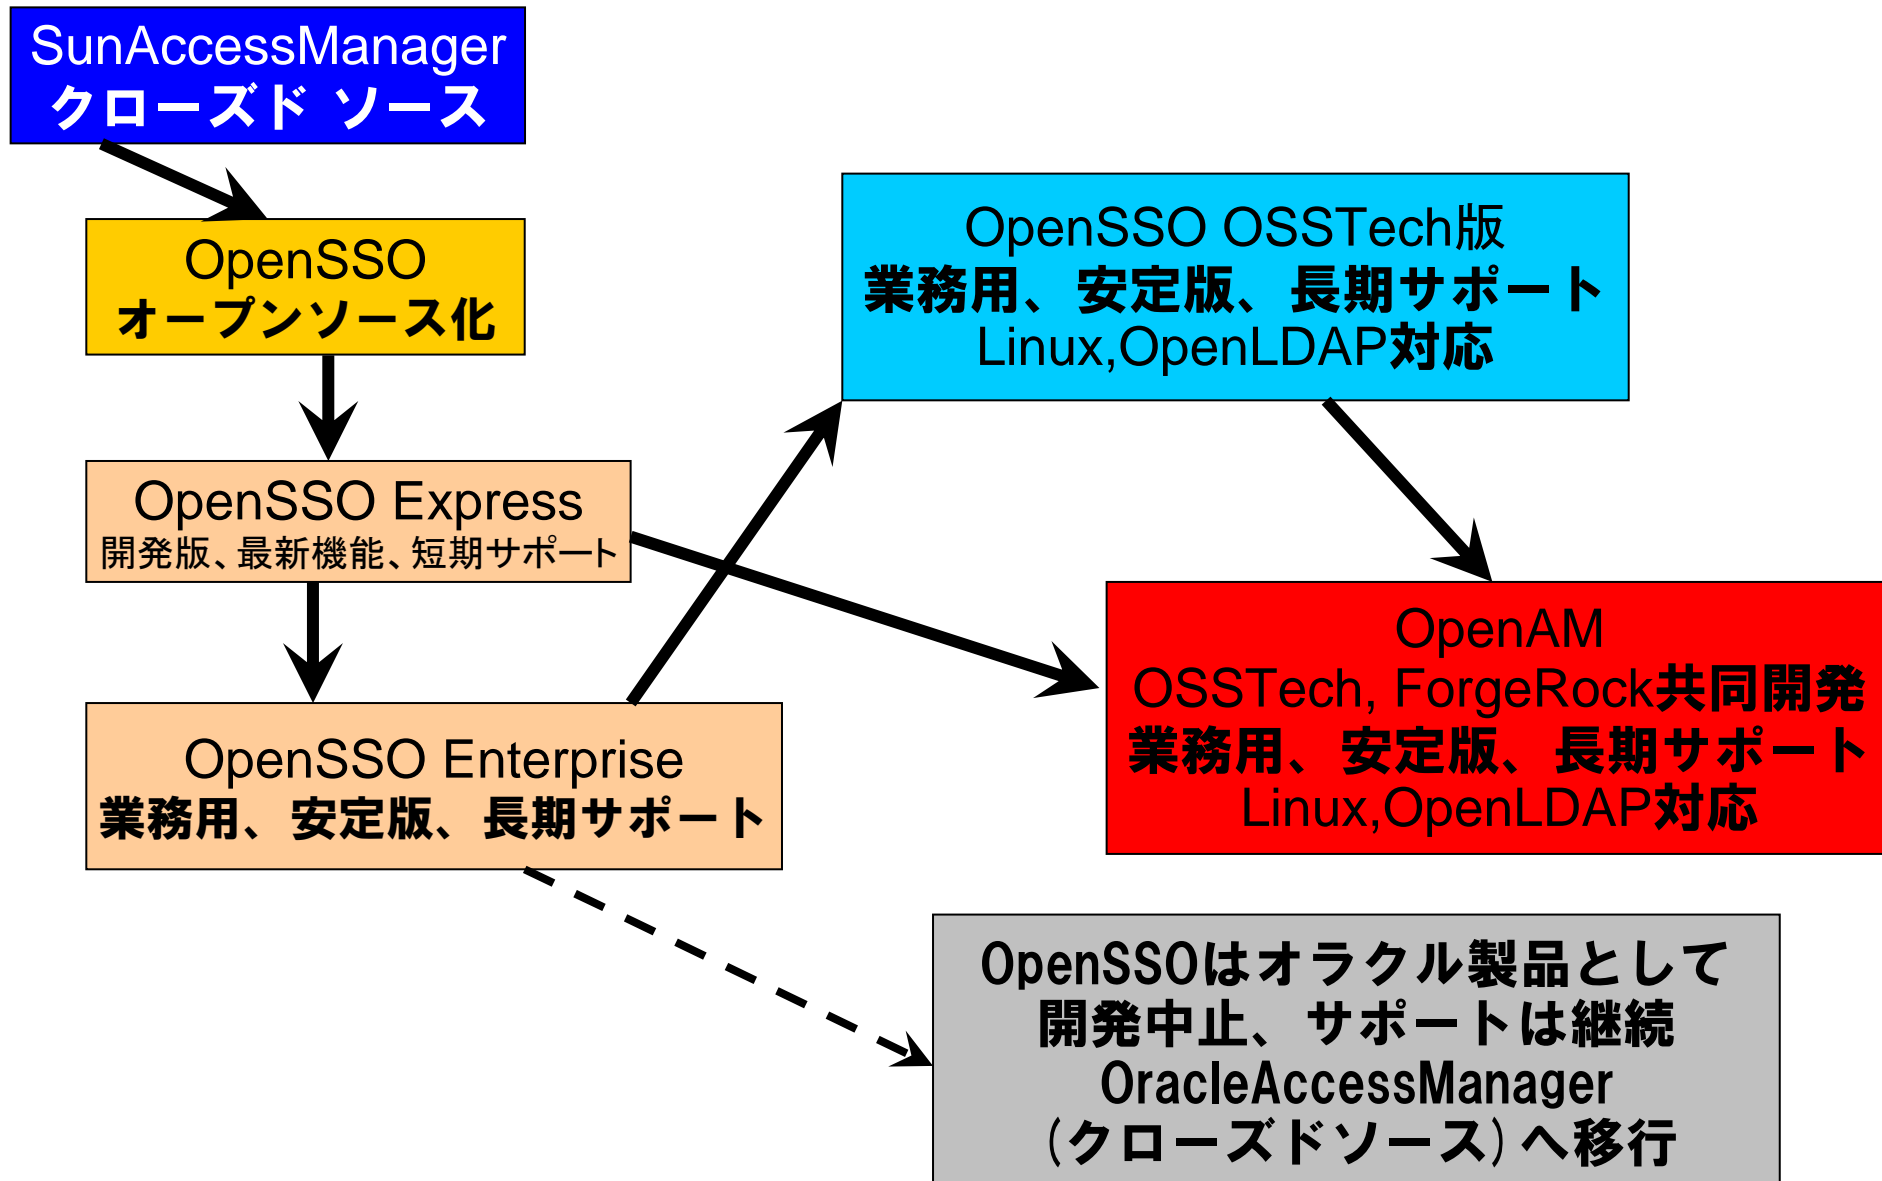 SunAccessManager
クローズド ソース
OpenSSO
オープンソース化
OpenSSO Express
開発版、最新機能、短期サポート
OpenSSO Enterprise
業務用、安定版、長期サポート
OpenSSO OSSTech版
業務用、安定版、長期サポート
Linux,OpenLDAP対応
OpenAM
OSSTech, ForgeRock共同開発
業務用、安定版、長期サポート
Linux,OpenLDAP対応
OpenSSOはオラクル製品として
開発中止、サポートは継続
OracleAccessManager
(クローズドソース)へ移行